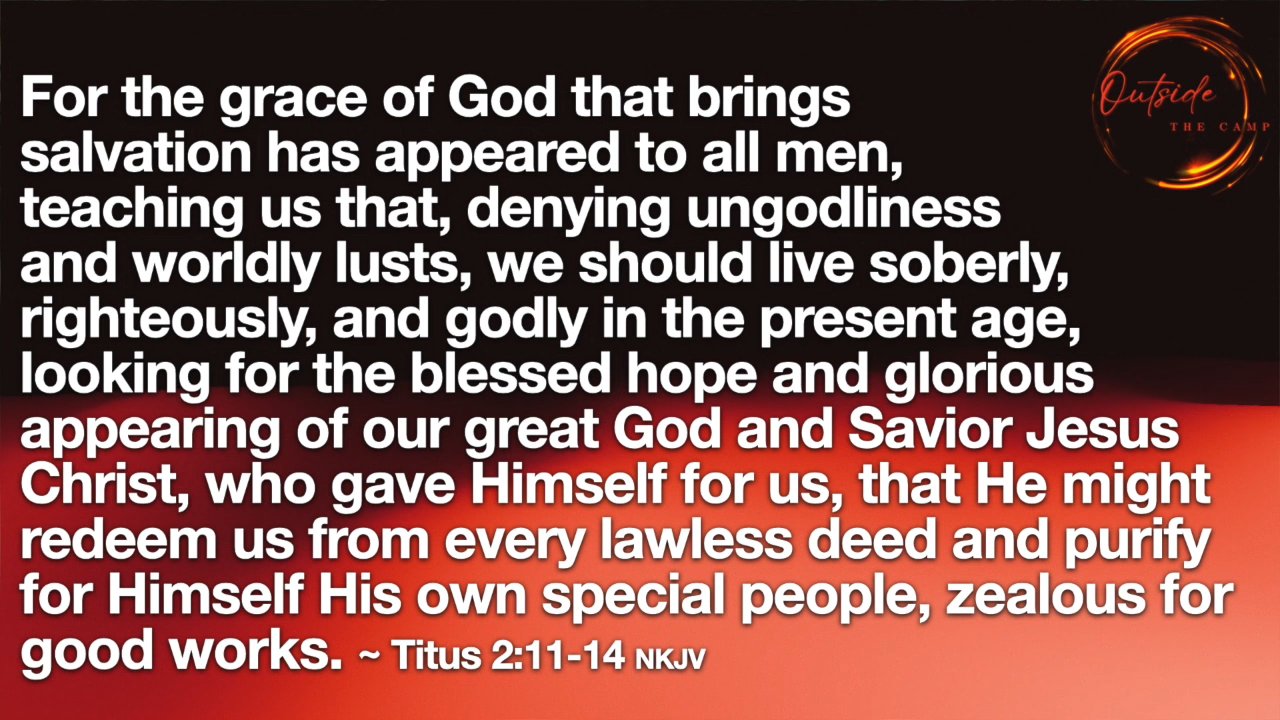 Outside
THE CAMP
For the grace of God that brings
salvation has appeared to all men,
teaching us that, denying ungodliness
and worldly lusts, we should live soberly,
righteously, and godly in the present age,
looking for the blessed hope and glorious
appearing of our great God and Savior Jesus
Christ, who gave Himself for us, that He might
redeem us from every lawless deed and purify
for Himself His own special people, zealous for
good works. ~ Titus 2:11-14 NKJV